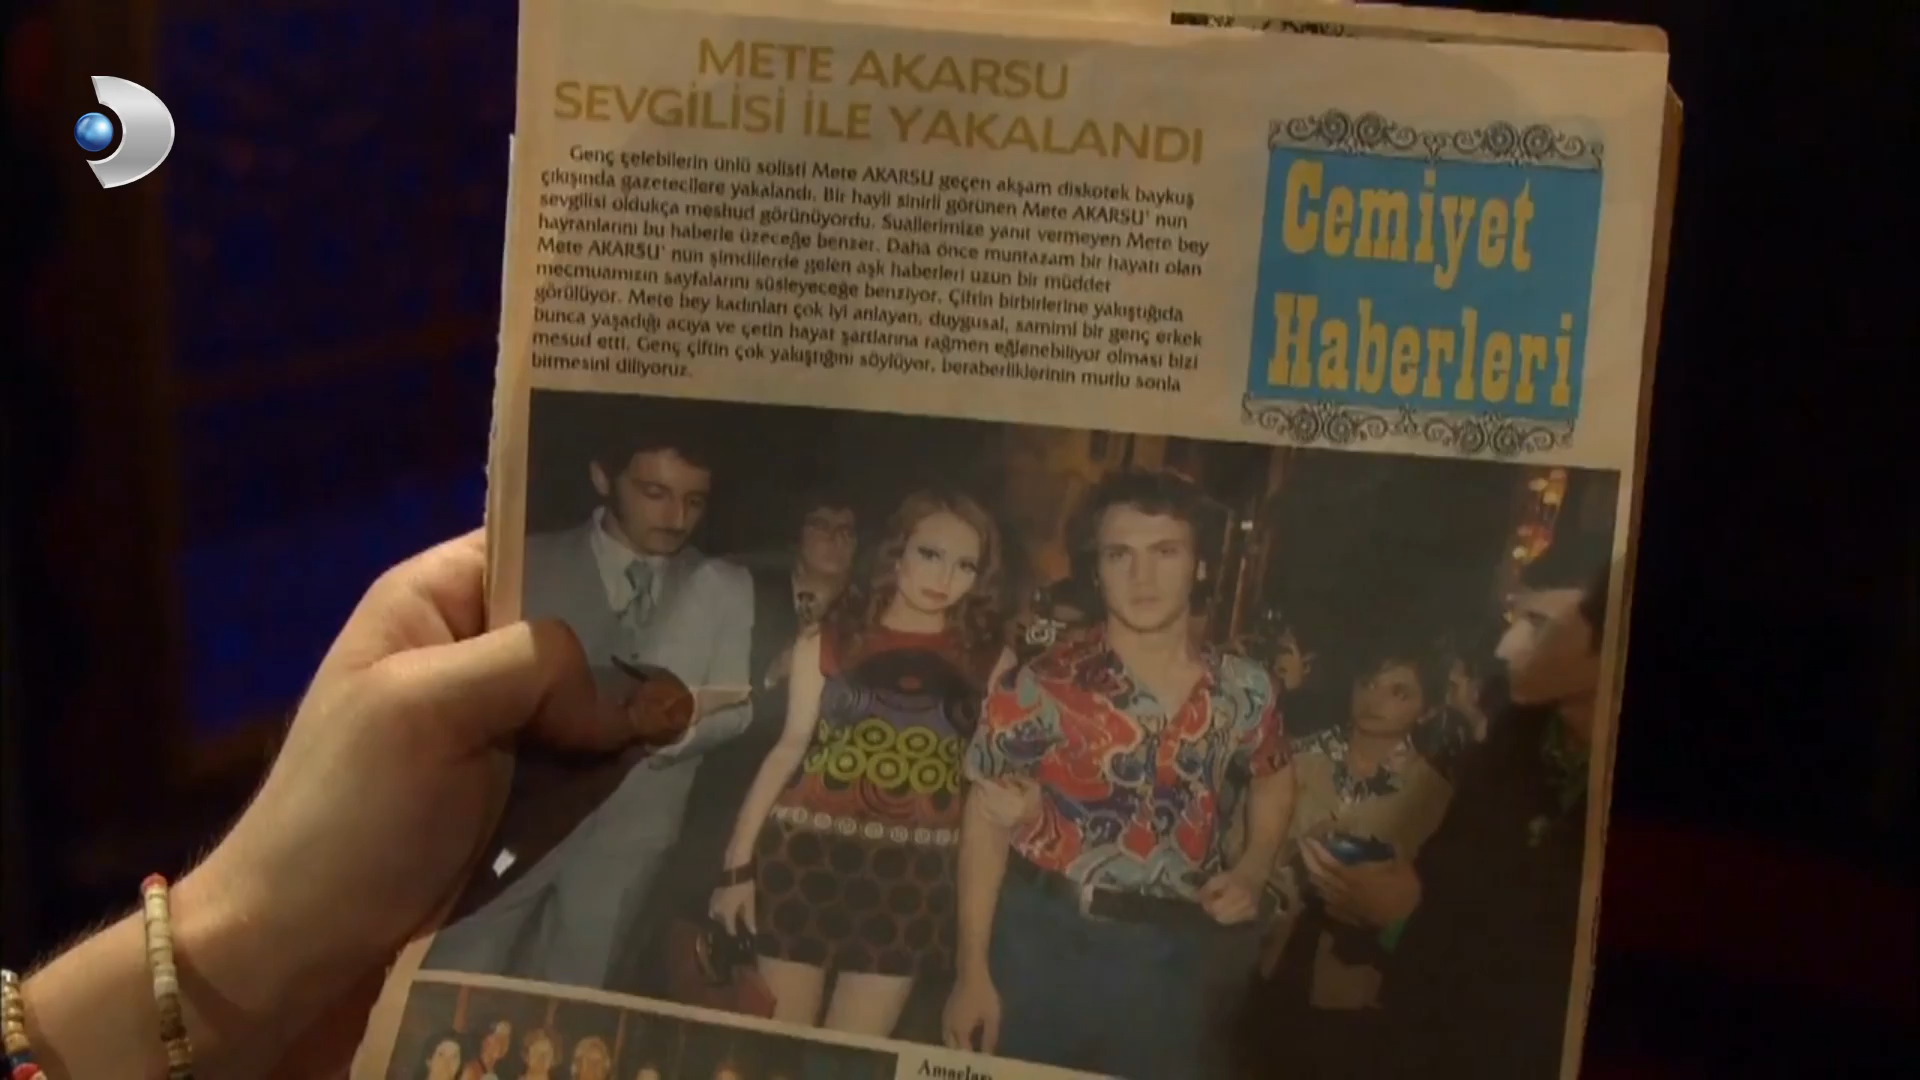 METE AKARSU
SEVGİLİSİ İLE YAKALANDI
Genç çelebilerin ünlü solisti Mete AKARSU geçen akşam diskotek baykuş
çıkışında gazetecilere yakalandı. Bir hayli sinirli görünen Mete AKARSU' nun
sevgilisi oldukça meshud görünüyordu. Suallerimize yanıt vermeyen Mete bey
hayranlarını bu haberle üzeceğe benzer. Daha önce muntazam bir hayatı olan
Mete AKARSU' nun şimdilerde gelen aşk haberleri uzun bir müddet
mecmuamızın sayfalarını süsleyeceğe benziyor. Çiftin birbirlerine yakıştığıda
görülüyor. Mete bey kadınları çok iyi anlayan, duygusal, samimi bir genç erkek
bunca yaşadığı acıya ve çetin hayat şartlarına rağmen eğlenebiliyor olması bizi
mesud etti. Genç çiftin çok yakıştığını söylüyor, beraberliklerinin mutlu sonla
bitmesini diliyoruz.
Cemiyet
Haberleri